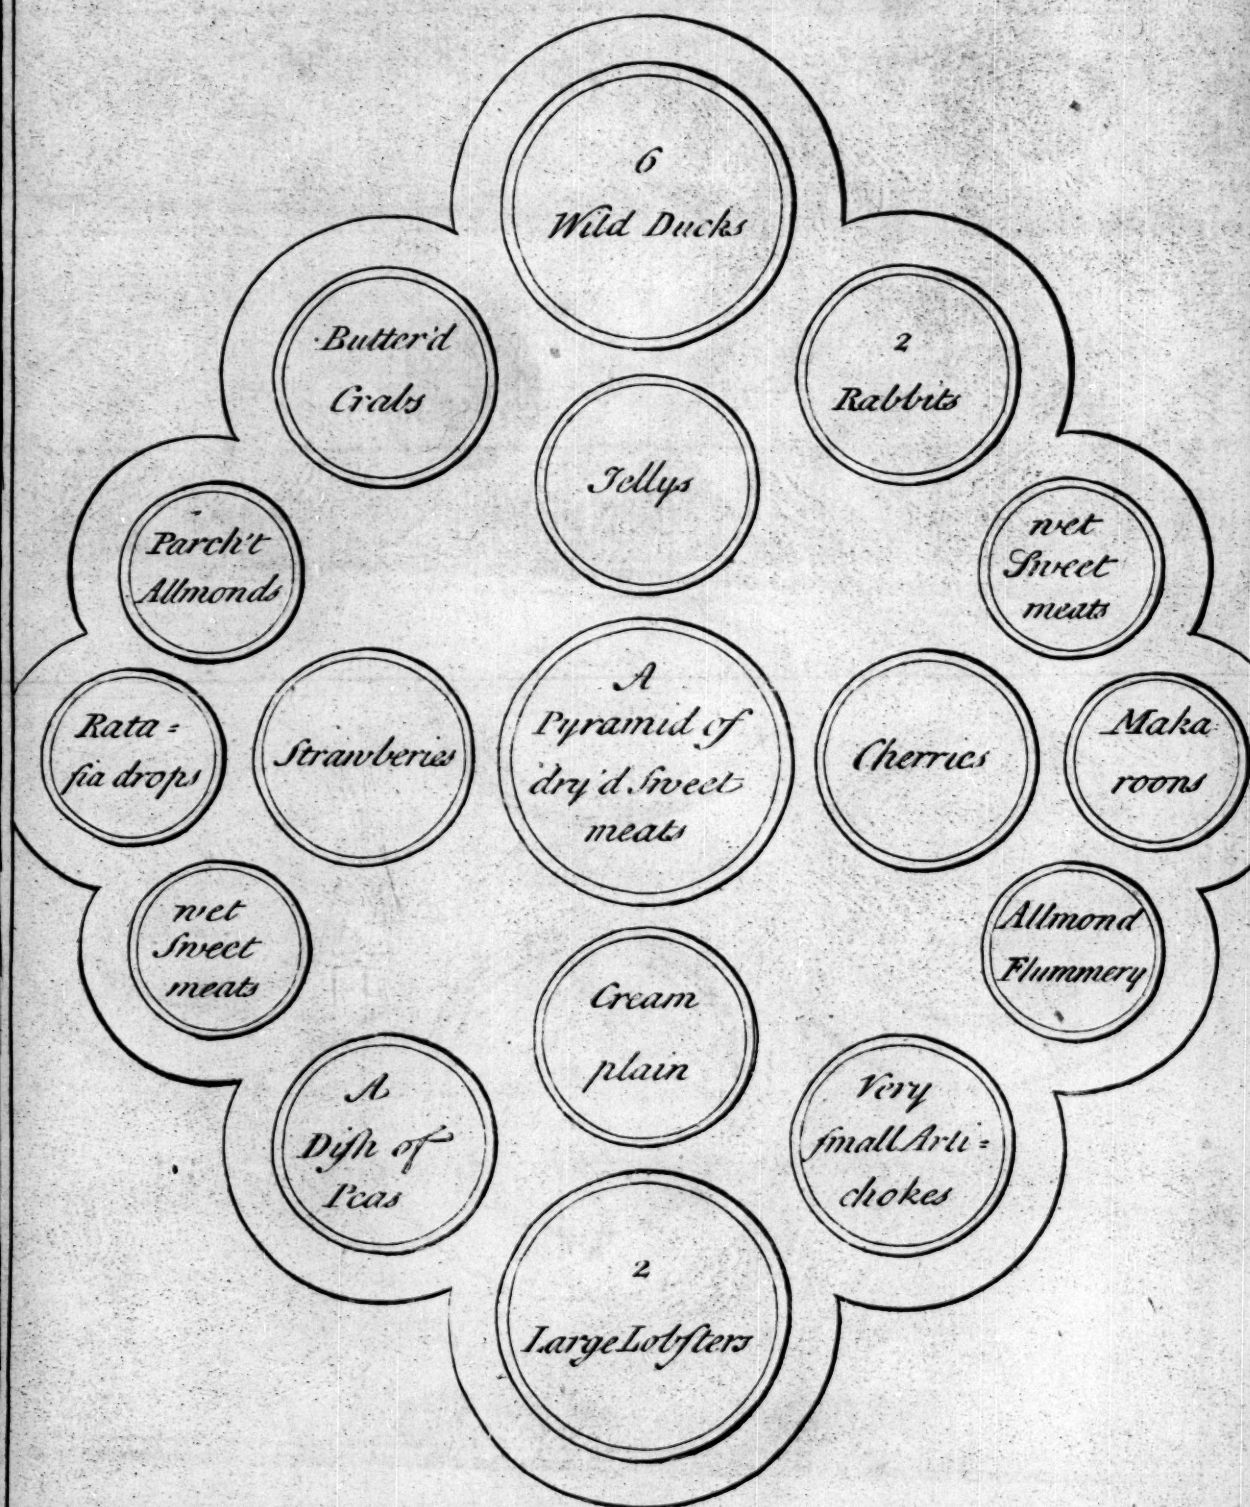 6
Wild Ducks
Butter'd
Crabs
2
Rabbits
Jellys
Parch't
Allmonds
wet
Sweet
meats
Rata=
fia drops
Strawberies
A
Pyramid of
dry'd Sweet
meats
Cherries
Maka
roons
wet
Sweet
meats
Cream
plain
Allmond
Flummery
A
Diſh of
Peas
Very
ſmall Arti=
chokes
2
Large Lobſters